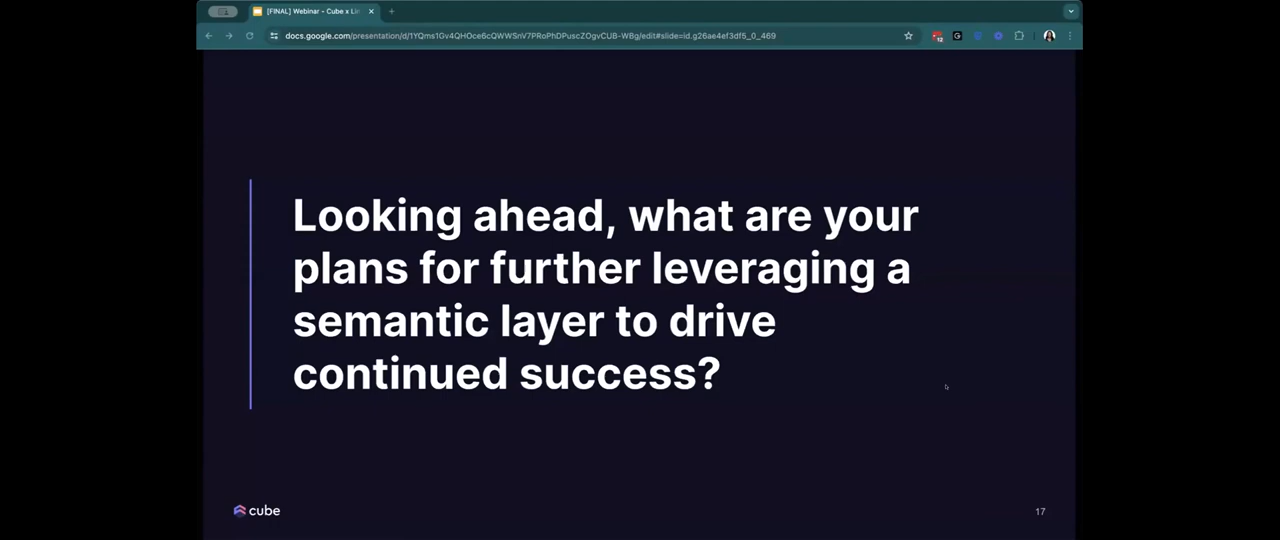 [FINAL] Webinar - Cube x Li
docs.google.com/presentation/d/1YQms1Gv4QHOce6cQWWSnV7PRoPhDPuscZOgvCUB-WBg/edit#slide=id.g26ae4ef3df5_0_469
12
G
Looking ahead, what are your
plans for further leveraging a
semantic layer to drive
continued success?
cube
17